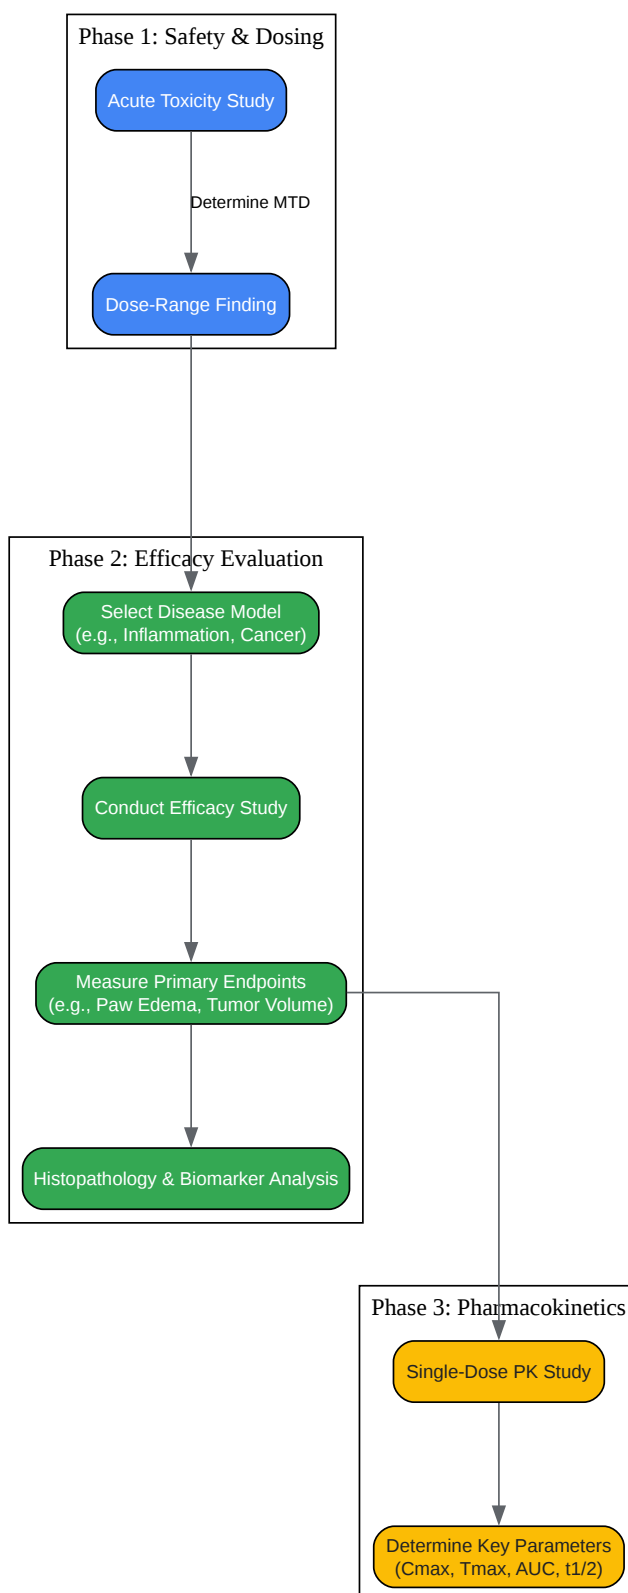 Phase 1: Safety & Dosing
Acute Toxicity Study
Determine MTD
Dose-Range Finding
Phase 2: Efficacy Evaluation
Select Disease Model
(e.g., Inflammation, Cancer)
Conduct Efficacy Study
Measure Primary Endpoints
(e.g., Paw Edema, Tumor Volume)
Histopathology & Biomarker Analysis
Phase 3: Pharmacokinetics
Single-Dose PK Study
Determine Key Parameters
(Cmax, Tmax, AUC, t1/2)